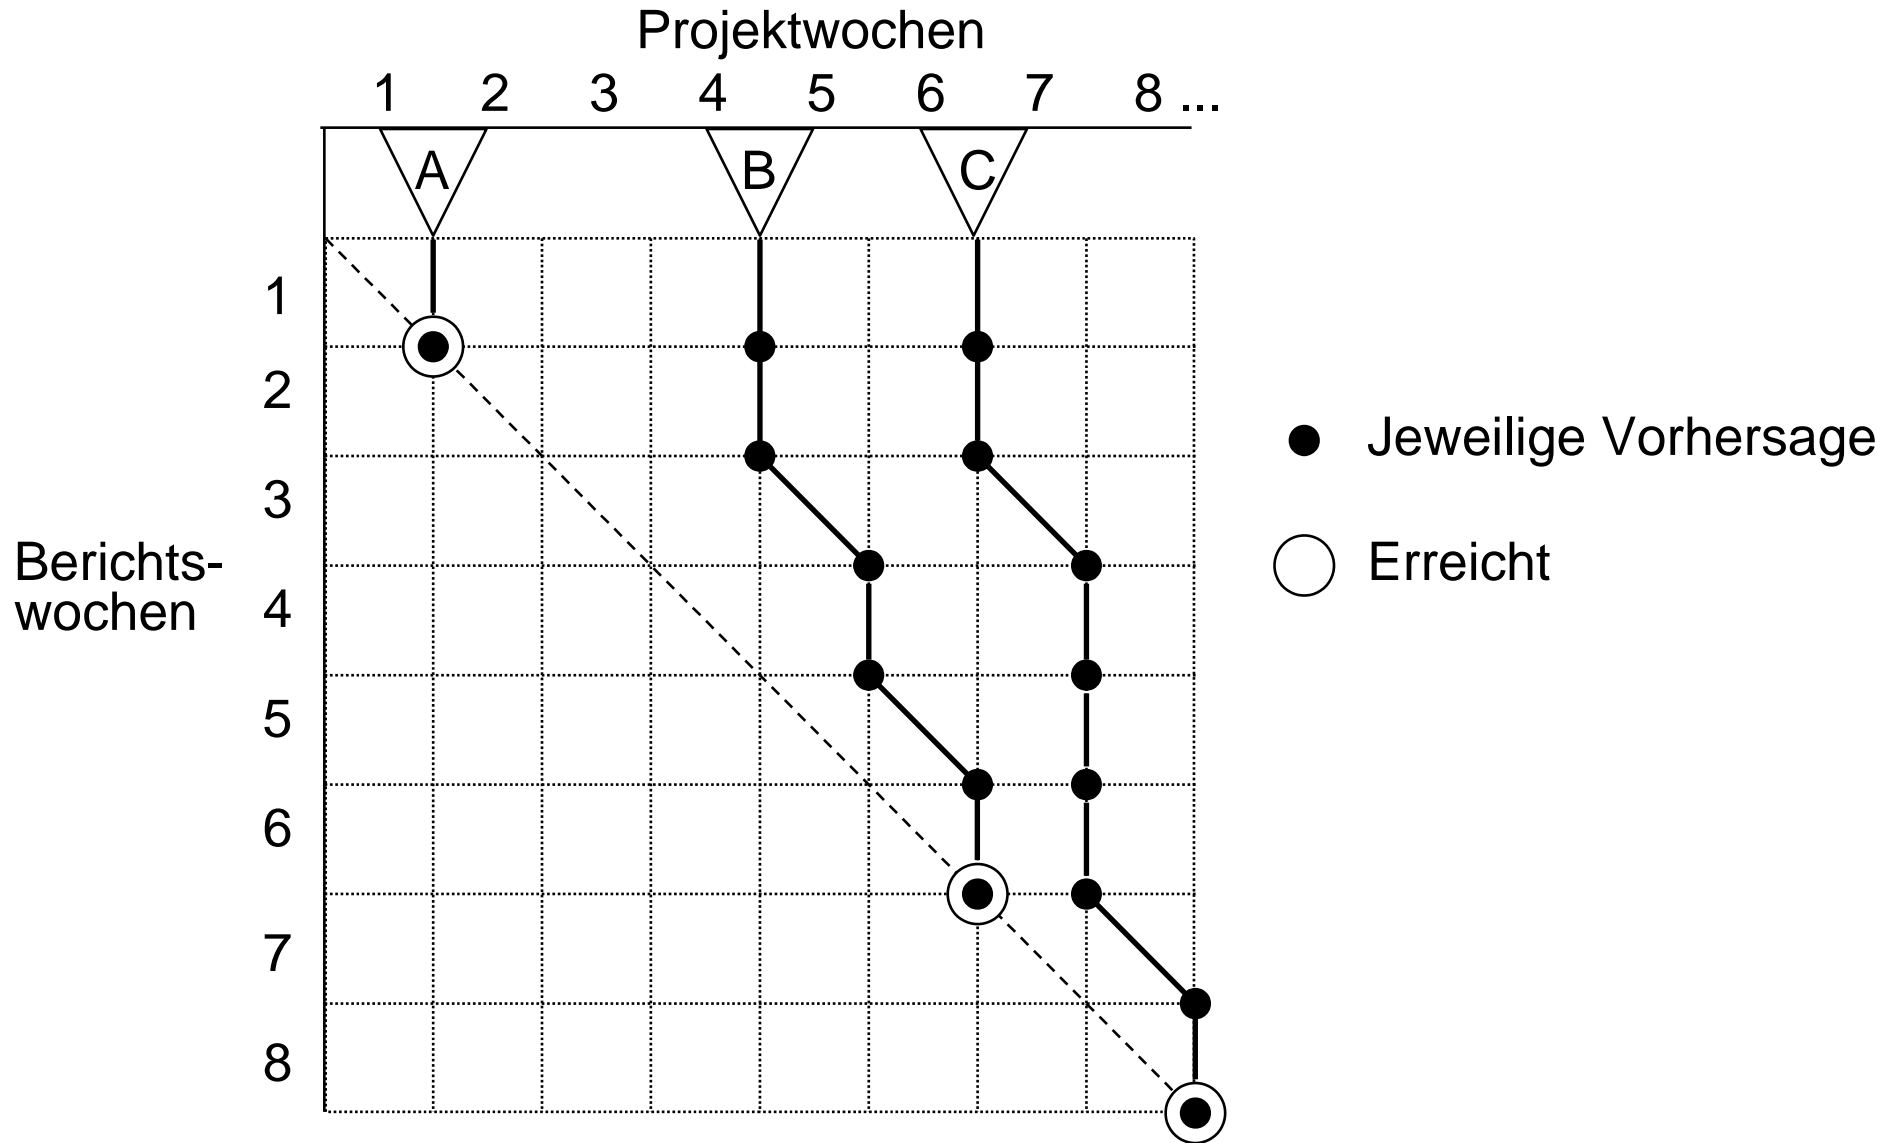 Projektwochen
1 2 3 4 5 6 7 8 ...
A B C
1
2
3
4
5
6
7
8
Berichts-
wochen
Jeweilige Vorhersage
Erreicht